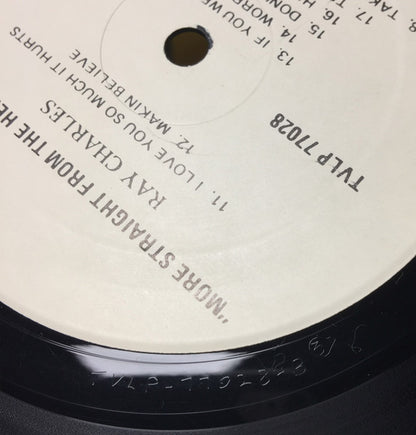 "MORE STRAIGHT FROM THE HE
RAY CHARLES
11. I LOVE YOU SO MUCH IT HURTS
12. MAKIN BELIEVE
13. IF YOU WE
14 WORR
15 DON
16 H
17. T
8. TAK
TVLP 77028